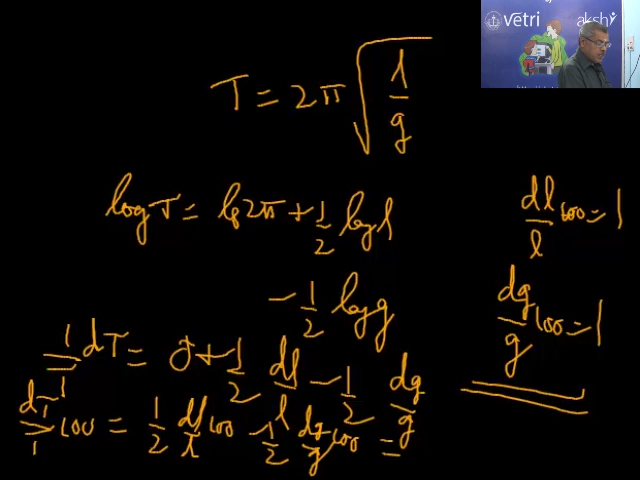 vetri akshi
T = 2π √(l/g)
log T = log 2π + 1/2 log l
- 1/2 log g
dl/l 100 = 1
dg/g 100 = 1
1/T dT = 0 + 1/2 dl/l - 1/2 dg/g
dT/T 100 = 1/2 dl/l 100 - 1/2 dg/g 100 =